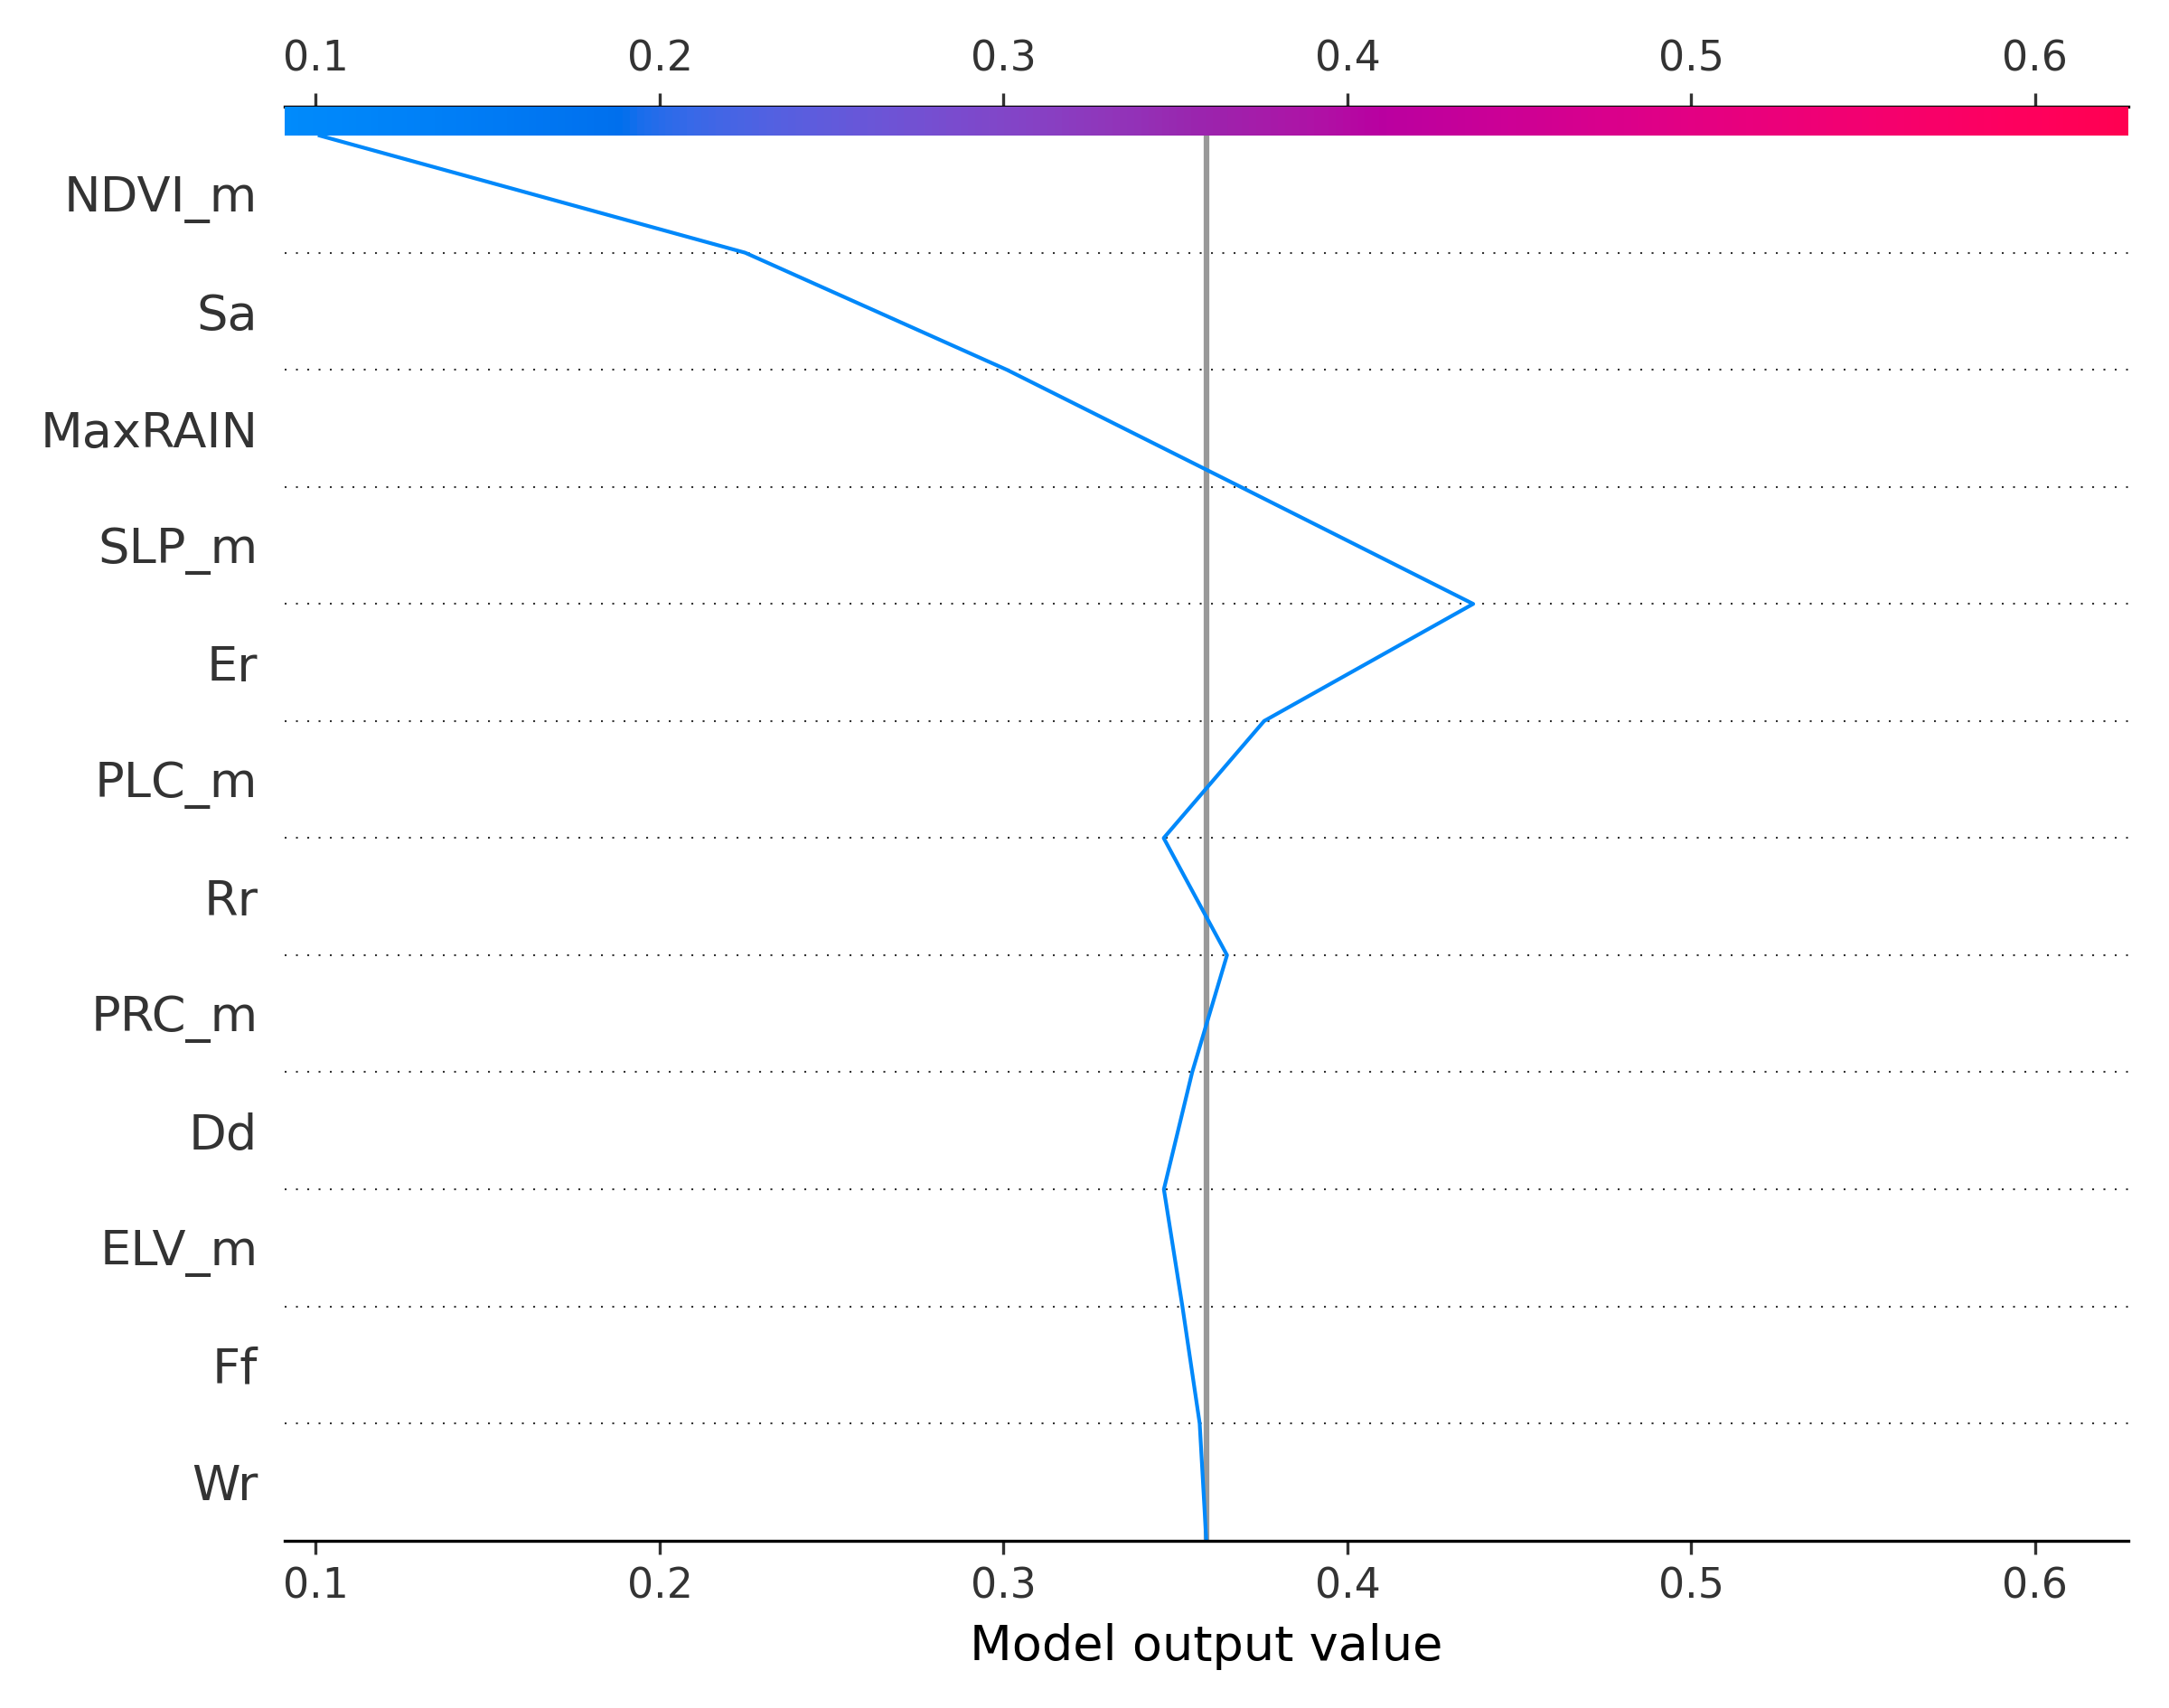 0.1 0.2 0.3 0.4 0.5 0.6
NDVI_m
Sa
MaxRAIN
SLP_m
Er
PLC_m
Rr
PRC_m
Dd
ELV_m
Ff
Wr
0.1 0.2 0.3 0.4 0.5 0.6
Model output value